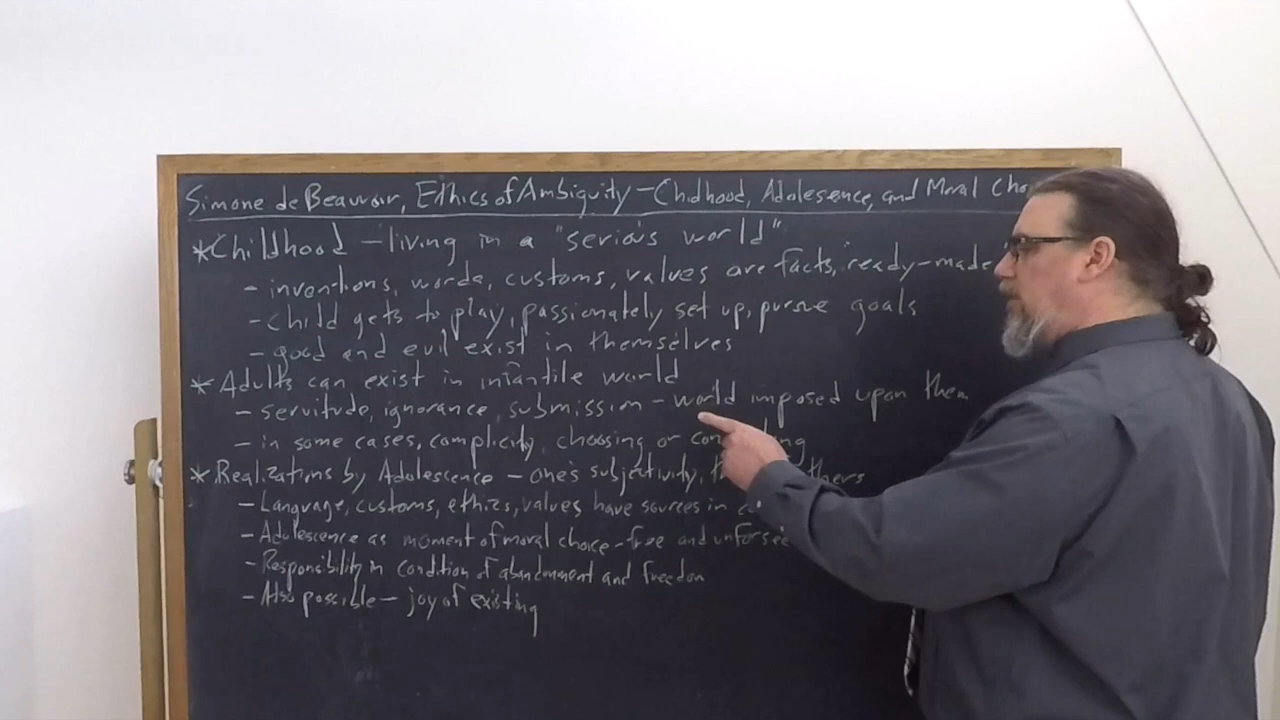 Simone de Beauvoir, Ethics of Ambiguity - Chidhood, Adolesence, and Moral Cho
* Childhood - living in a "serious world"
- inventions, words, customs, values are facts, ready-made
- Child gets to play, passionately set up, pursue goals
- good and evil exist in themselves
* Adults can exist in infantile world
- servitude, ignorance, submission - world imposed upon them
- in some cases, complicity, choosing or con
* Realizations by Adolescence - one's subjectivity,
- Language, customs, ethics, values have sources in
- Adolescence as moment of moral choice - free and unforse
- Responsibility in condition of abandonment and freedom
- Also possible - joy of existing